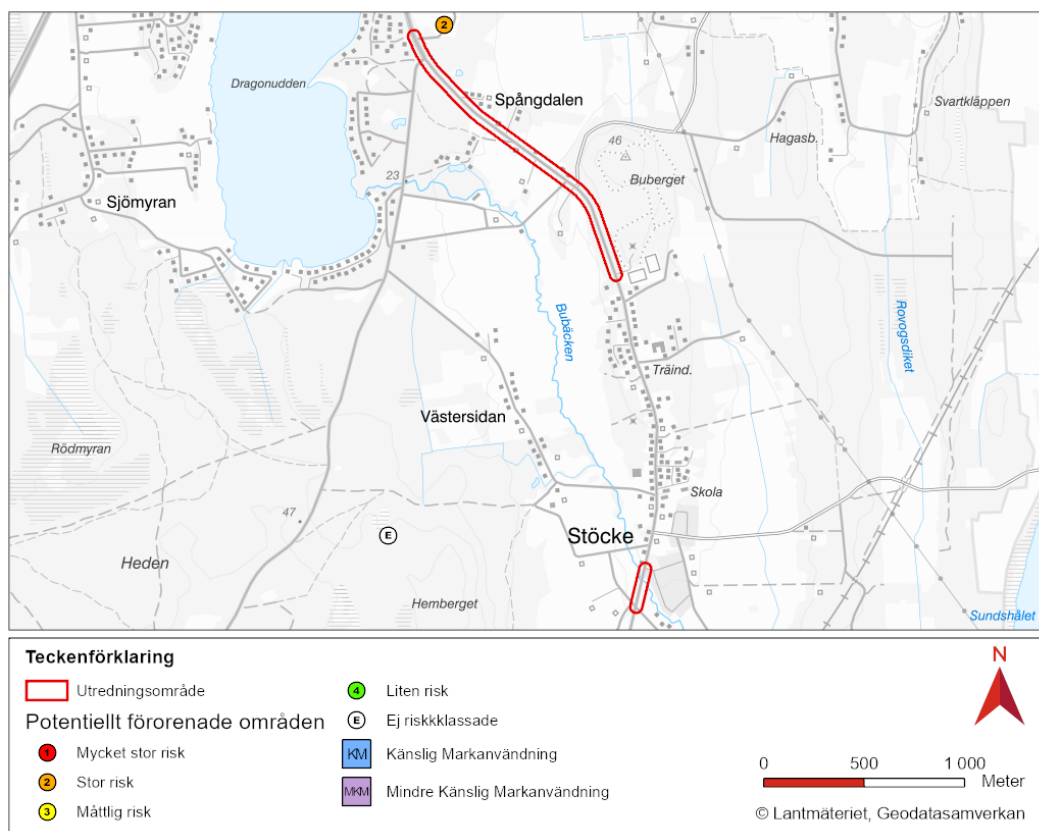 2
Dragonudden
Spångdalen
Svartkläppen
46
Hagasb.
Buberget
23
Sjömyran
Bubäcken
Rovogsdiket
Träind.
Västersidan
Rödmyran
Skola
47
E
Stöcke
Heden
Hemberget
Sundshålet
Teckenförklaring
Utredningsområde
Potentiellt förorenade områden
1 Mycket stor risk
2 Stor risk
3 Måttlig risk
4 Liten risk
E Ej riskkklassade
KM Känslig Markanvändning
MKM Mindre Känslig Markanvändning
N
0 500 1 000
Meter
© Lantmäteriet, Geodatasamverkan